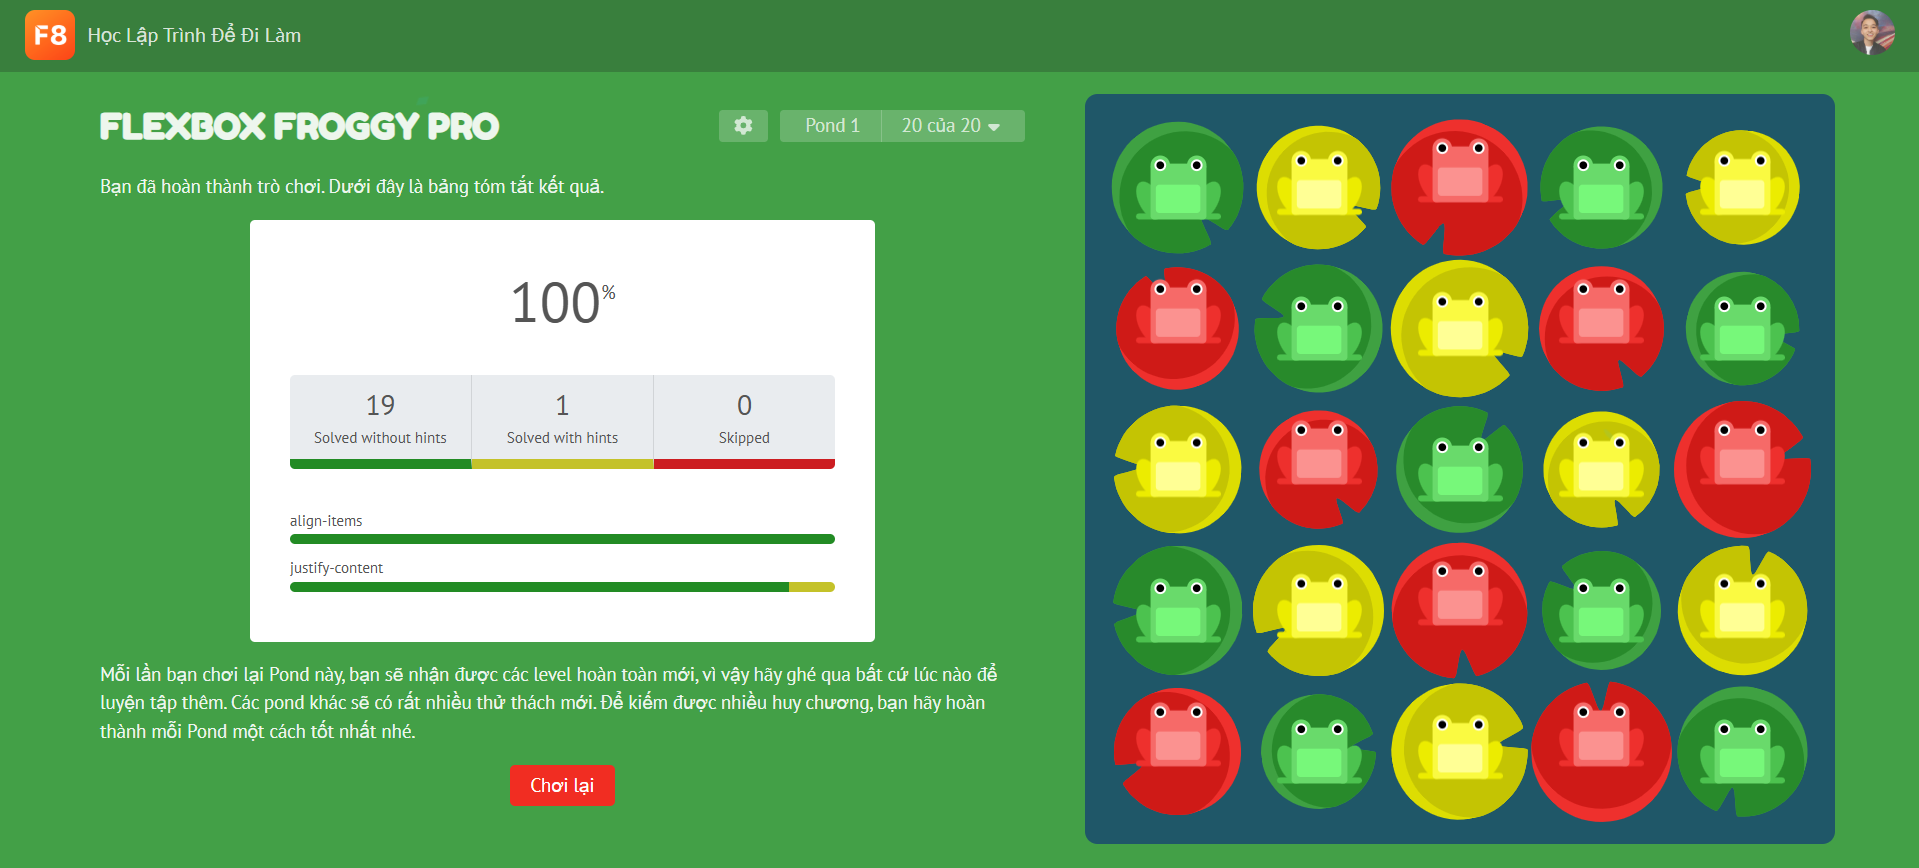 F8 Học Lập Trình Để Đi Làm
FLEXBOX FROGGY PRO
Pond 1 20 của 20
Bạn đã hoàn thành trò chơi. Dưới đây là bảng tóm tắt kết quả.
100%
19 1 0
Solved without hints Solved with hints Skipped
align-items
justify-content
Mỗi lần bạn chơi lại Pond này, bạn sẽ nhận được các level hoàn toàn mới, vì vậy hãy ghé qua bất cứ lúc nào để
luyện tập thêm. Các pond khác sẽ có rất nhiều thử thách mới. Để kiếm được nhiều huy chương, bạn hãy hoàn
thành mỗi Pond một cách tốt nhất nhé.
Chơi lại